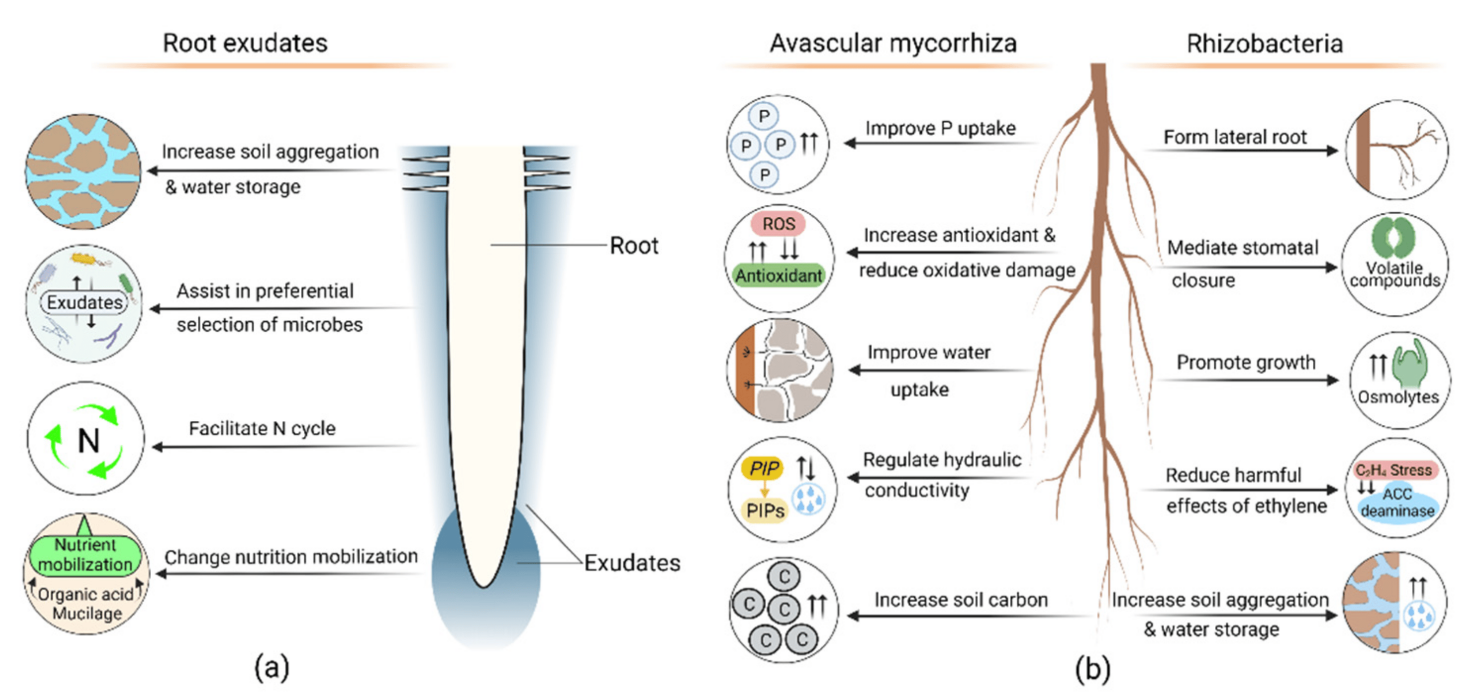 Root exudates
Increase soil aggregation
& water storage
Exudates
Assist in preferential
selection of microbes
N
Facilitate N cycle
Nutrient
mobilization
Organic acid
Mucilage
Change nutrition mobilization
Root
Exudates
(a)
Avascular mycorrhiza
P
P P
P
Improve P uptake
ROS
Antioxidant
Increase antioxidant &
reduce oxidative damage
Improve water
uptake
PIP
PIPs
Regulate hydraulic
conductivity
C
C C
C C
Increase soil carbon
Rhizobacteria
Form lateral root
Mediate stomatal
closure
Volatile
compounds
Promote growth
Osmolytes
Reduce harmful
effects of ethylene
C₂H₄ Stress
ACC
deaminase
Increase soil aggregation
& water storage
(b)